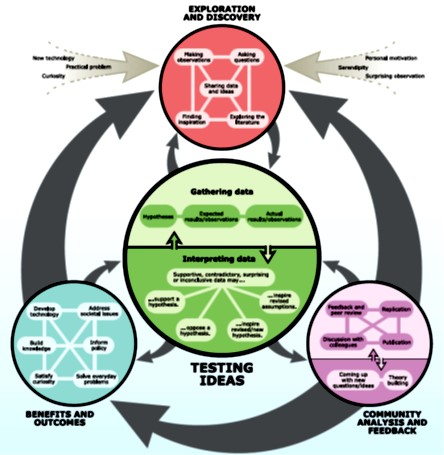 EXPLORATION
AND DISCOVERY
New technology
Practical problem
Curiosity
Personal motivation
Serendipity
Surprising observation
Making
observations
Asking
questions
Sharing data
and ideas
Finding
inspiration
Exploring the
literature
Gathering data
Hypotheses
Expected
results/observations
Actual
results/observations
Interpreting data
Supportive, contradictory, surprising
or inconclusive data may...
...support a
hypothesis.
...oppose a
hypothesis.
...inspire
revised/new
hypothesis.
...inspire
revised
assumptions.
TESTING
IDEAS
Develop
technology
Address
societal issues
Build
knowledge
Inform
policy
Satisfy
curiosity
Solve everyday
problems
BENEFITS AND
OUTCOMES
Feedback and
peer review
Replication
Discussion with
colleagues
Publication
Coming up
with new
questions/ideas
Theory
building
COMMUNITY
ANALYSIS AND
FEEDBACK